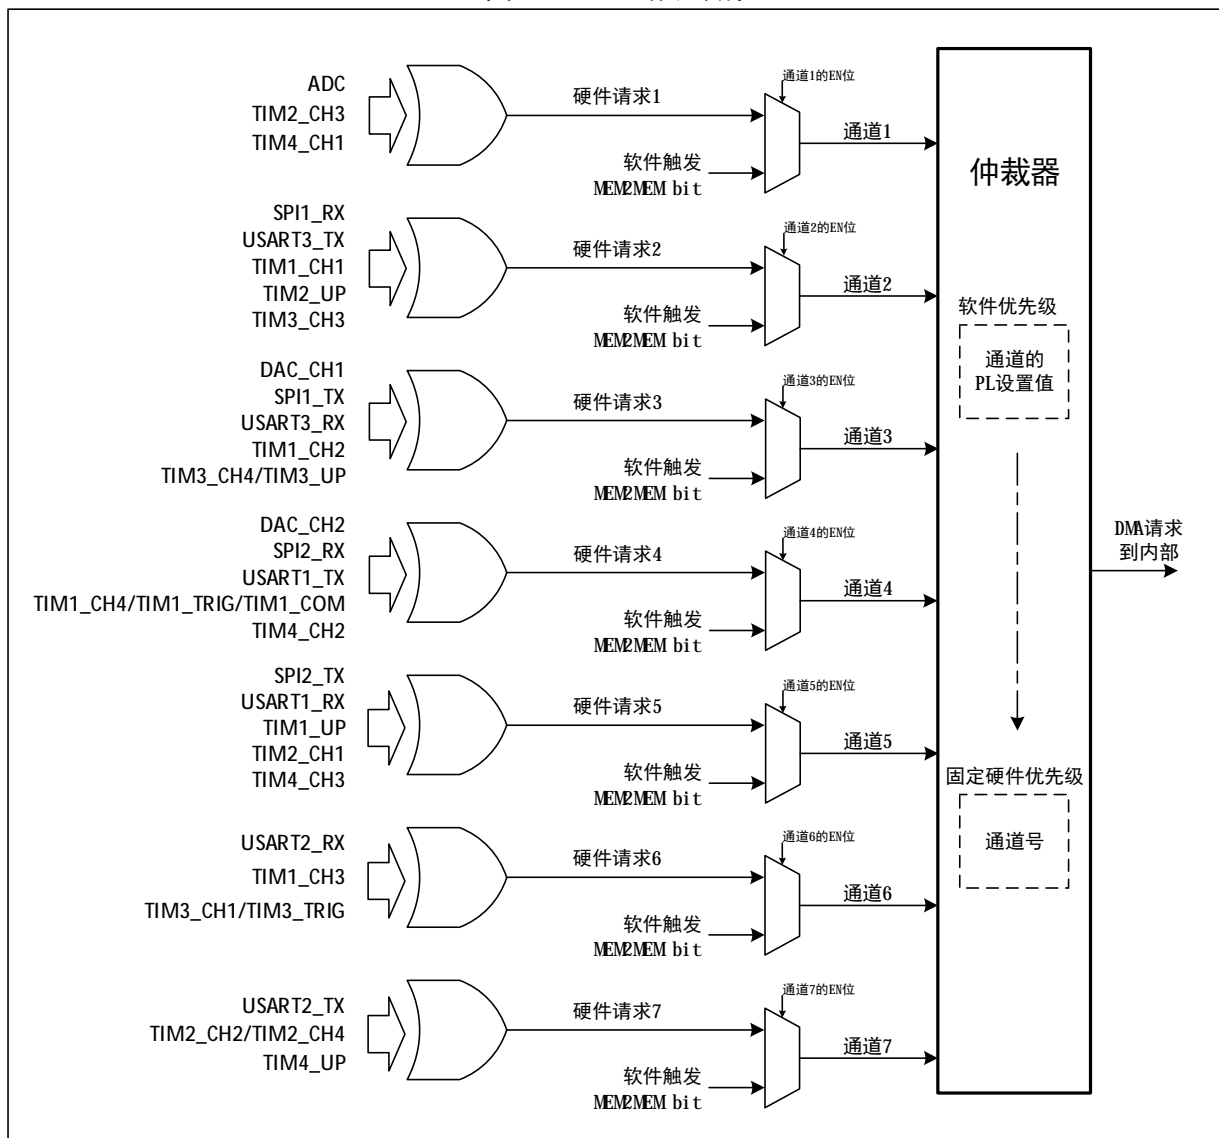 ADC
TIM2_CH3
TIM4_CH1
硬件请求1
通道1的EN位
软件触发
MEM2MEM bit
通道1
SPI1_RX
USART3_TX
TIM1_CH1
TIM2_UP
TIM3_CH3
硬件请求2
通道2的EN位
软件触发
MEM2MEM bit
通道2
DAC_CH1
SPI1_TX
USART3_RX
TIM1_CH2
TIM3_CH4/TIM3_UP
硬件请求3
通道3的EN位
软件触发
MEM2MEM bit
通道3
DAC_CH2
SPI2_RX
USART1_TX
TIM1_CH4/TIM1_TRIG/TIM1_COM
TIM4_CH2
硬件请求4
通道4的EN位
软件触发
MEM2MEM bit
通道4
SPI2_TX
USART1_RX
TIM1_UP
TIM2_CH1
TIM4_CH3
硬件请求5
通道5的EN位
软件触发
MEM2MEM bit
通道5
USART2_RX
TIM1_CH3
TIM3_CH1/TIM3_TRIG
硬件请求6
通道6的EN位
软件触发
MEM2MEM bit
通道6
USART2_TX
TIM2_CH2/TIM2_CH4
TIM4_UP
硬件请求7
通道7的EN位
软件触发
MEM2MEM bit
通道7
仲裁器
软件优先级
通道的
PL设置值
固定硬件优先级
通道号
DMA请求
到内部